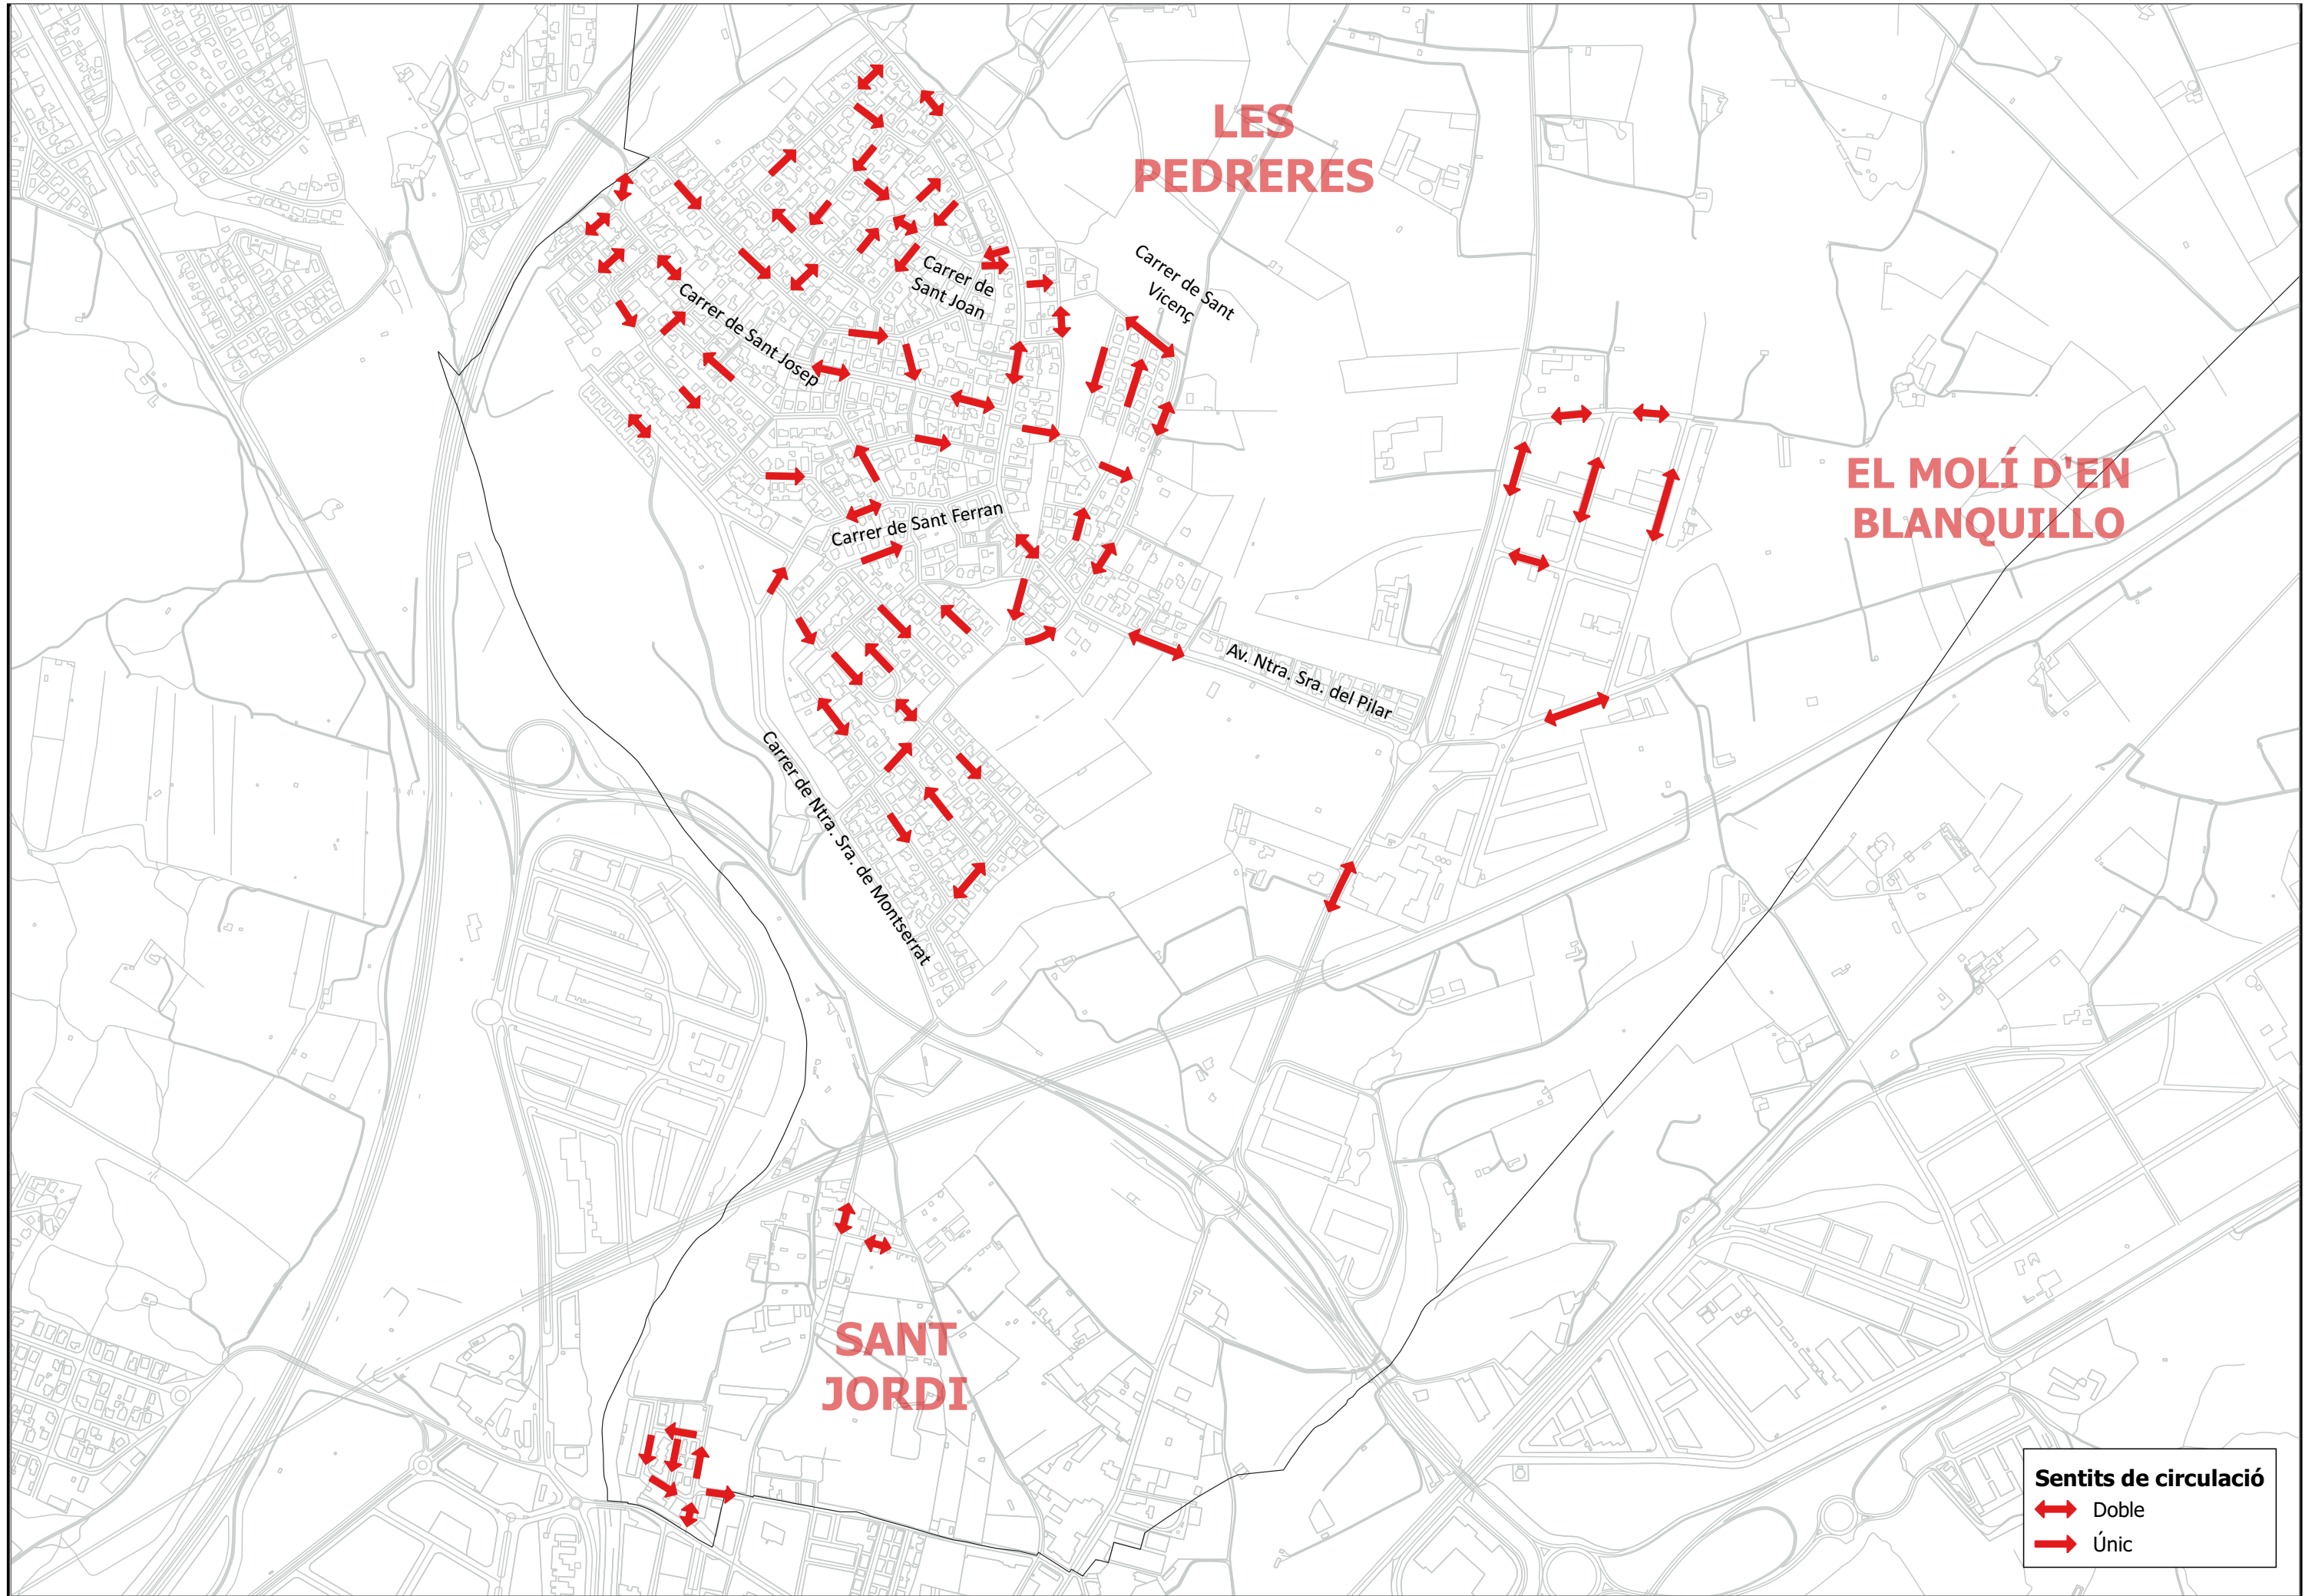 LES
PEDRERES
Carrer de Sant
Vicenç
Carrer de
Sant Joan
Carrer de Sant Josep
EL MOLÍ D'EN
BLANQUILLO
Carrer de Sant Ferran
Av. Ntra. Sra. del Pilar
Carrer de Ntra. Sra. de Montserrat
SANT
JORDI
Sentits de circulació
Doble
Únic